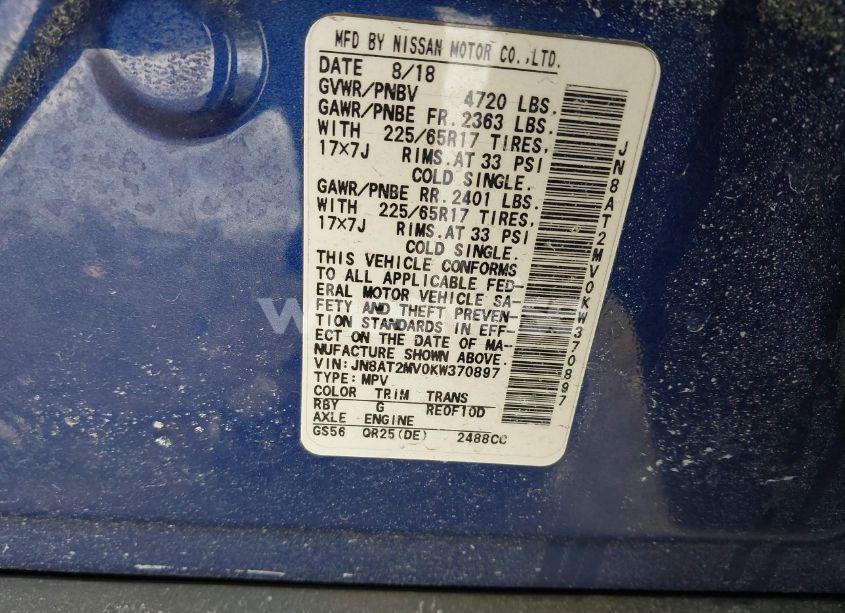 MFD BY NISSAN MOTOR CO.,LTD.
DATE 8/18
GVWR/PNBV 4720 LBS.
GAWR/PNBE FR. 2363 LBS.
WITH 225/65R17 TIRES,
17×7J RIMS.AT 33 PSI
COLD SINGLE.
GAWR/PNBE RR. 2401 LBS.
WITH 225/65R17 TIRES,
17×7J RIMS.AT 33 PSI
COLD SINGLE.
THIS VEHICLE CONFORMS
TO ALL APPLICABLE FED-
ERAL MOTOR VEHICLE SA-
FETY AND THEFT PREVEN-
TION STANDARDS IN EFF-
ECT ON THE DATE OF MA-
NUFACTURE SHOWN ABOVE.
VIN:JN8AT2MV0KW370897
TYPE:MPV
COLOR TRIM TRANS
RBY G RE0F10D
AXLE ENGINE
GS56 QR25(DE) 2488CC
JN8AT2MV0KW370897